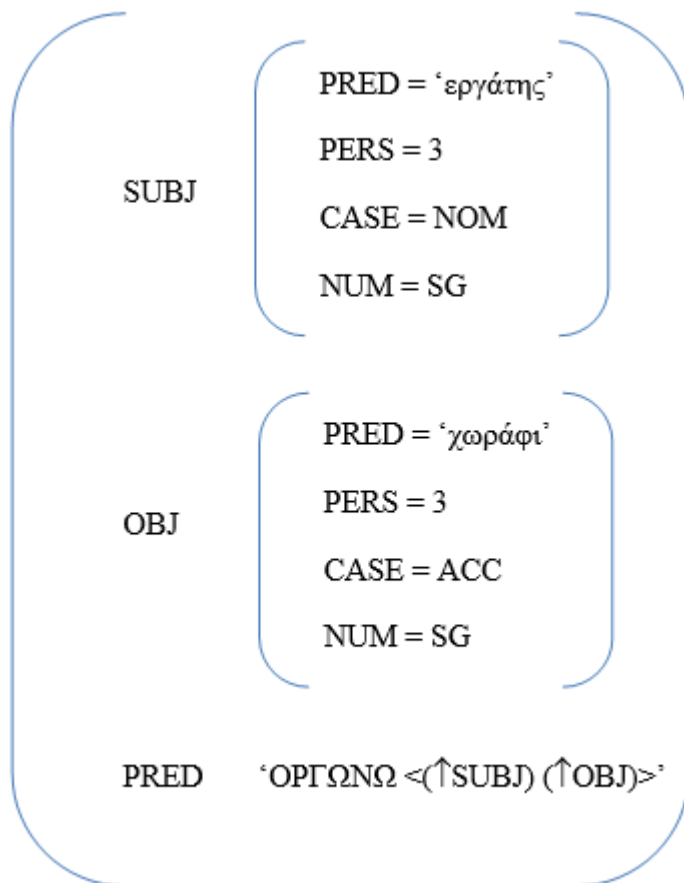 PRED = ‘εργάτης’
PERS = 3
SUBJ
CASE = NOM
NUM = SG
PRED = ‘χωράφι’
PERS = 3
OBJ
CASE = ACC
NUM = SG
PRED ‘ΟΡΓΩΝΩ <(↑SUBJ) (↑OBJ)>’